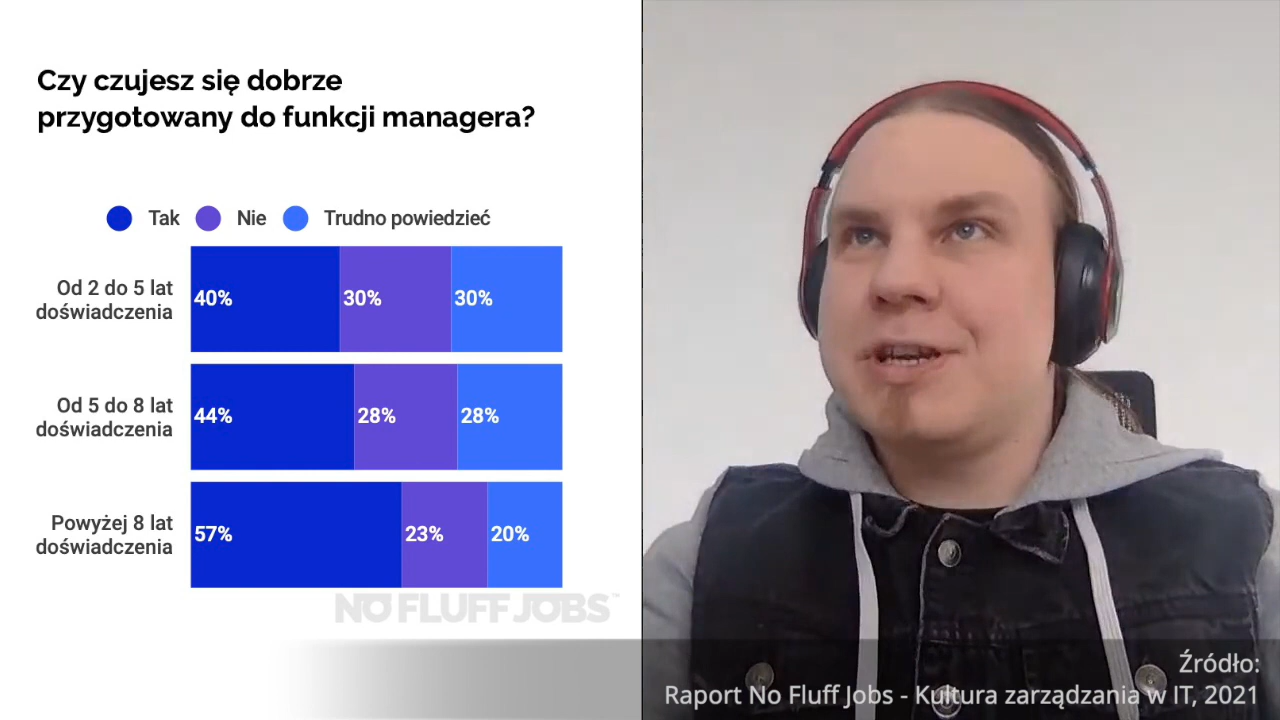 Czy czujesz się dobrze
przygotowany do funkcji managera?
Tak Nie Trudno powiedzieć
Od 2 do 5 lat
doświadczenia
40% 30% 30%
Od 5 do 8 lat
doświadczenia
44% 28% 28%
Powyżej 8 lat
doświadczenia
57% 23% 20%
NO FLUFF JOBS™
Źródło:
Raport No Fluff Jobs - Kultura zarządzania w IT, 2021